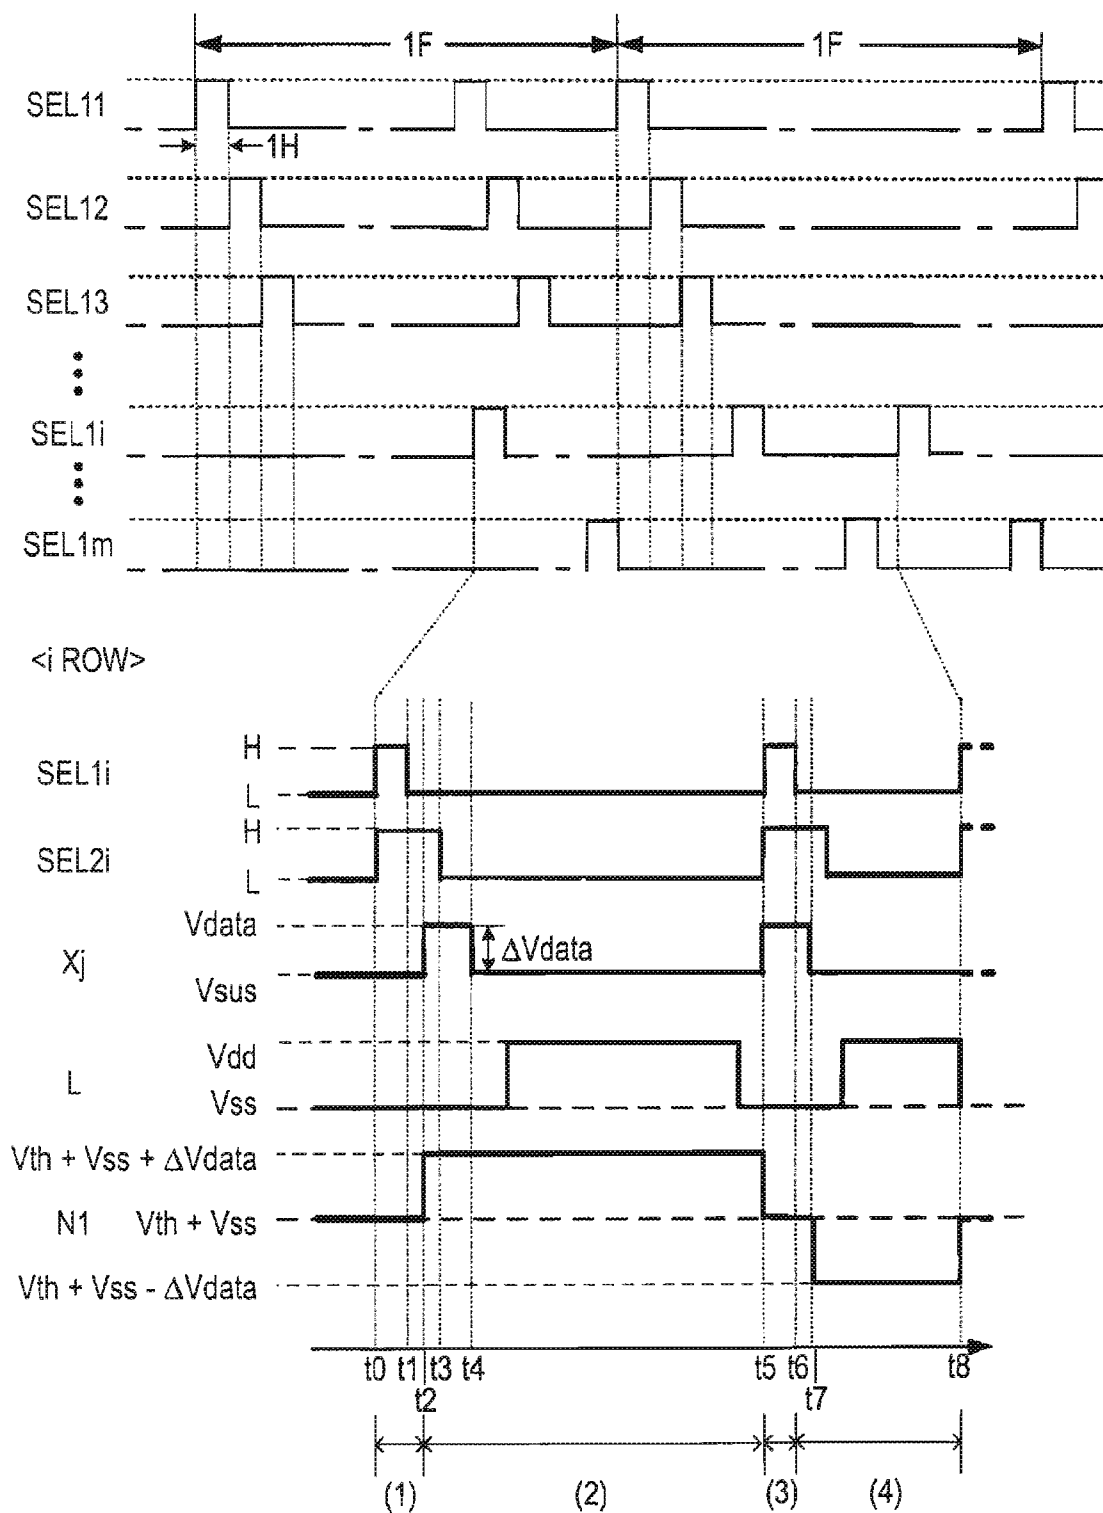 1F 1F
SEL11
1H
SEL12
SEL13
SEL1i
SEL1m
<i ROW>
H
SEL1i
L
H
SEL2i
L
Vdata
ΔVdata
Xj
Vsus
Vdd
L
Vss
Vth + Vss + ΔVdata
N1 Vth + Vss
Vth + Vss - ΔVdata
t0 t1 t3 t4 t5 t6 t8
t2 t7
(1) (2) (3) (4)